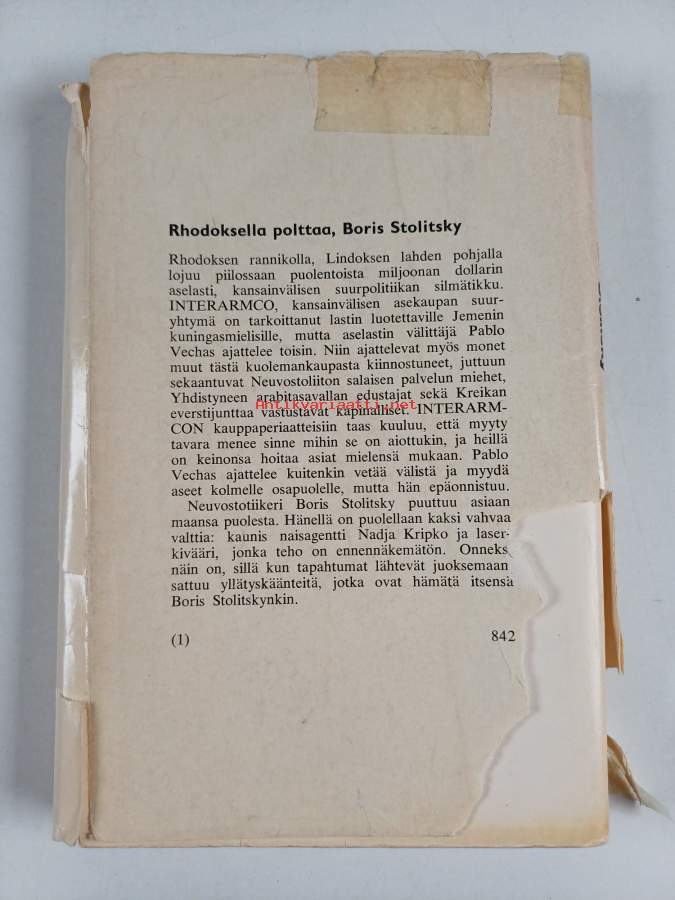 Rhodoksella polttaa, Boris Stolitsky
Rhodoksen rannikolla, Lindoksen lahden pohjalla
lojuu piilossaan puolentoista miljoonan dollarin
aselasti, kansainvälisen suurpolitiikan silmätikku.
INTERARMCO, kansainvälisen asekaupan suur-
yhtymä on tarkoittanut lastin luotettaville Jemenin
kuningasmielisille, mutta aselastin välittäjä Pablo
Vechas ajattelee toisin. Niin ajattelevat myös monet
muut tästä kuolemankaupasta kiinnostuneet, juttuun
sekaantuvat Neuvostoliiton salaisen palvelun miehet,
Yhdistyneen arabitasavallan edustajat sekä Kreikan
everstijunttaa vastustavat kapinalliset. INTERARM-
CON kauppaperiaatteisiin taas kuuluu, että myyty
tavara menee sinne mihin se on aiottukin, ja heillä
on keinonsa hoitaa asiat mielensä mukaan. Pablo
Vechas ajattelee kuitenkin vetää välistä ja myydä
aseet kolmelle osapuolelle, mutta hän epäonnistuu.
Neuvostotiikeri Boris Stolitsky puuttuu asiaan
maansa puolesta. Hänellä on puolellaan kaksi vahvaa
valttia: kaunis naisagentti Nadja Kripko ja laser-
kivääri, jonka teho on ennennäkemätön. Onneks
näin on, sillä kun tapahtumat lähtevät juoksemaan
sattuu yllätyskäänteitä, jotka ovat hämätä itsensä
Boris Stolitskynkin.
(1) 842
Antikvariaatti.net